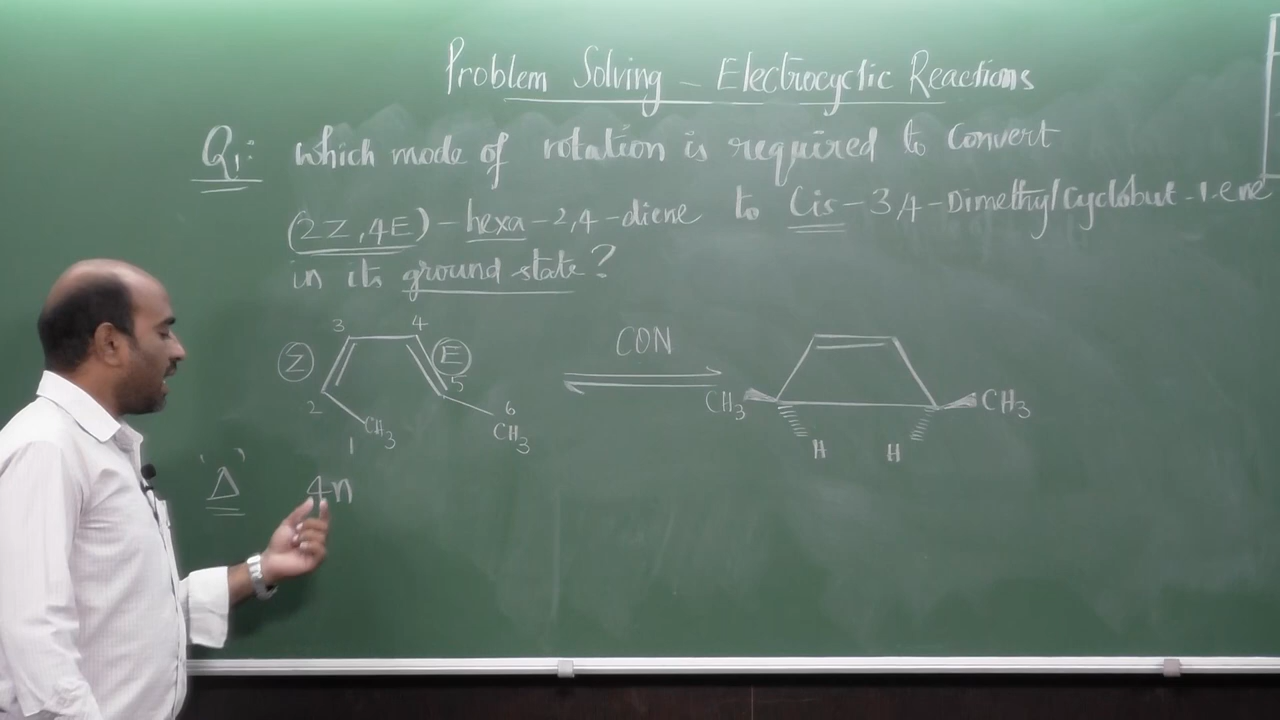 Problem Solving - Electrocyclic Reactions
Q1: Which mode of rotation is required to Convert
(2Z,4E)-hexa-2,4-diene to Cis-3,4-Dimethylcyclobut-1-ene
in its ground state?
3 4
Z E CON
2 5
1 CH3 6
CH3
CH3 CH3
H H
"Δ" 4n